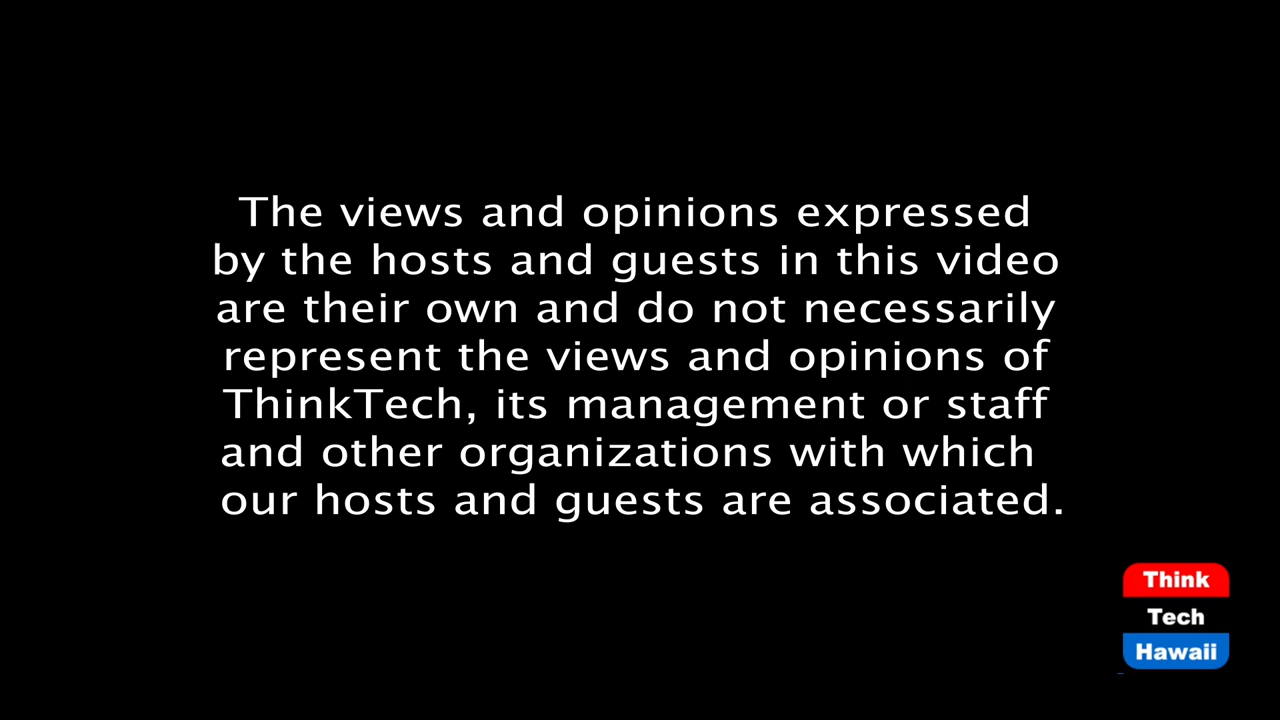 The views and opinions expressed
by the hosts and guests in this video
are their own and do not necessarily
represent the views and opinions of
ThinkTech, its management or staff
and other organizations with which
our hosts and guests are associated.
Think
Tech
Hawaii